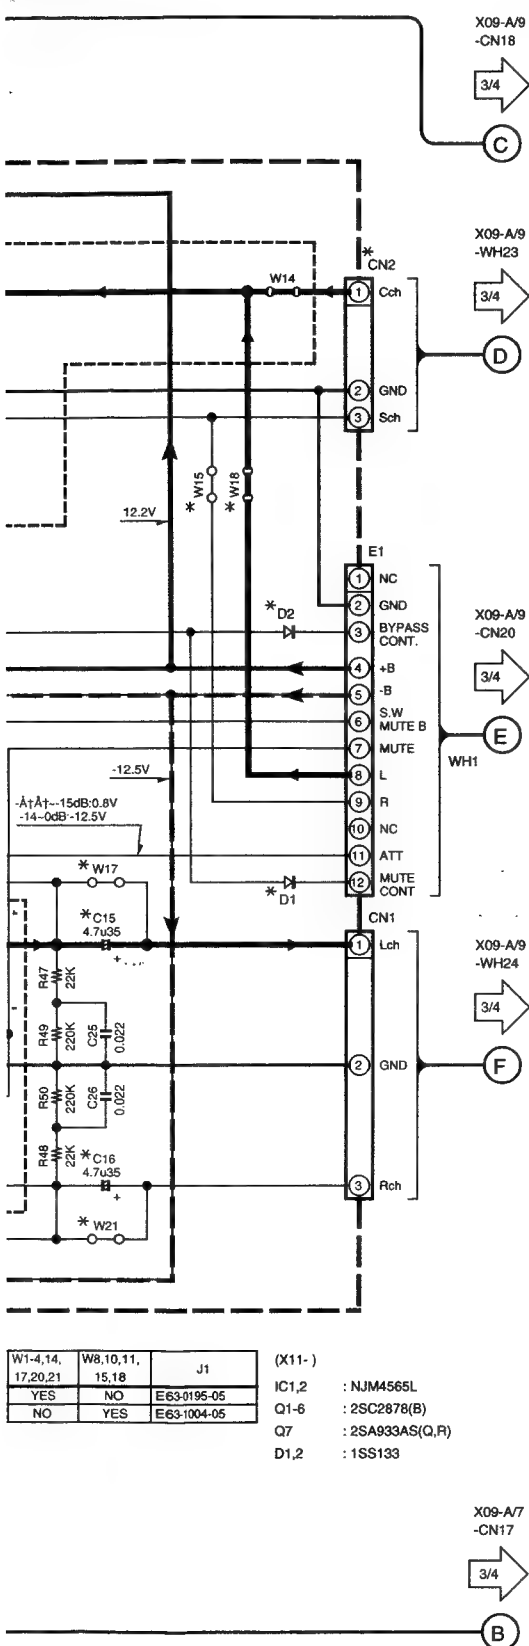 X09-A/9
-CN18
3/4
C
X09-A/9
-WH23
3/4
D
*
CN2
W14
1 Cch
2 GND
3 Sch
* W15
* W18
12.2V
E1
1 NC
2 GND
3 BYPASS
CONT.
4 +B
5 -B
6 S.W
MUTE B
7 MUTE
8 L
9 R
10 NC
11 ATT
12 MUTE
CONT
*D2
*D1
WH1
X09-A/9
-CN20
3/4
E
-12.5V
-15dB:0.8V
-14~0dB:-12.5V
* W17
*C15
4.7u35
+
R47
22K
R49
220K
C25
0.022
R50
220K
C26
0.022
R48
22K
*C16
4.7u35
+
* W21
CN1
1 Lch
2 GND
3 Rch
X09-A/9
-WH24
3/4
F
W1-4,14,
17,20,21
W8,10,11,
15,18
J1
YES NO E63-0195-05
NO YES E63-1004-05
(X11- )
IC1,2 : NJM4565L
Q1-6 : 2SC2878(B)
Q7 : 2SA933AS(Q,R)
D1,2 : 1SS133
X09-A/7
-CN17
3/4
B